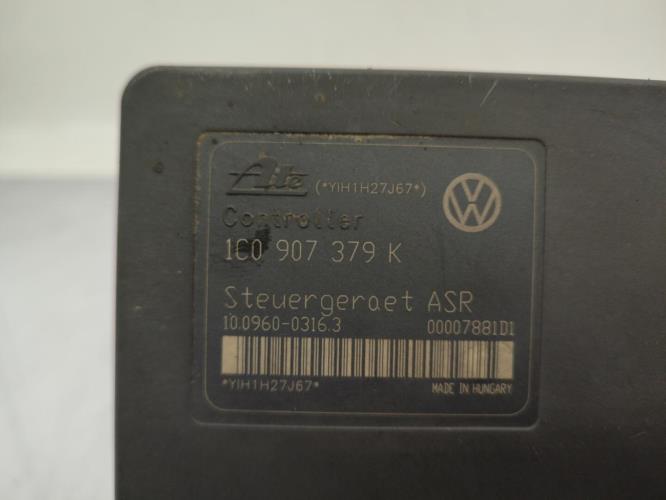 Ate (*YIH1H27J67*)
Controller
1C0 907 379 K
Steuergeraet ASR
10.0960-0316.3 00007881D1
*YIH1H27J67* MADE IN HUNGARY